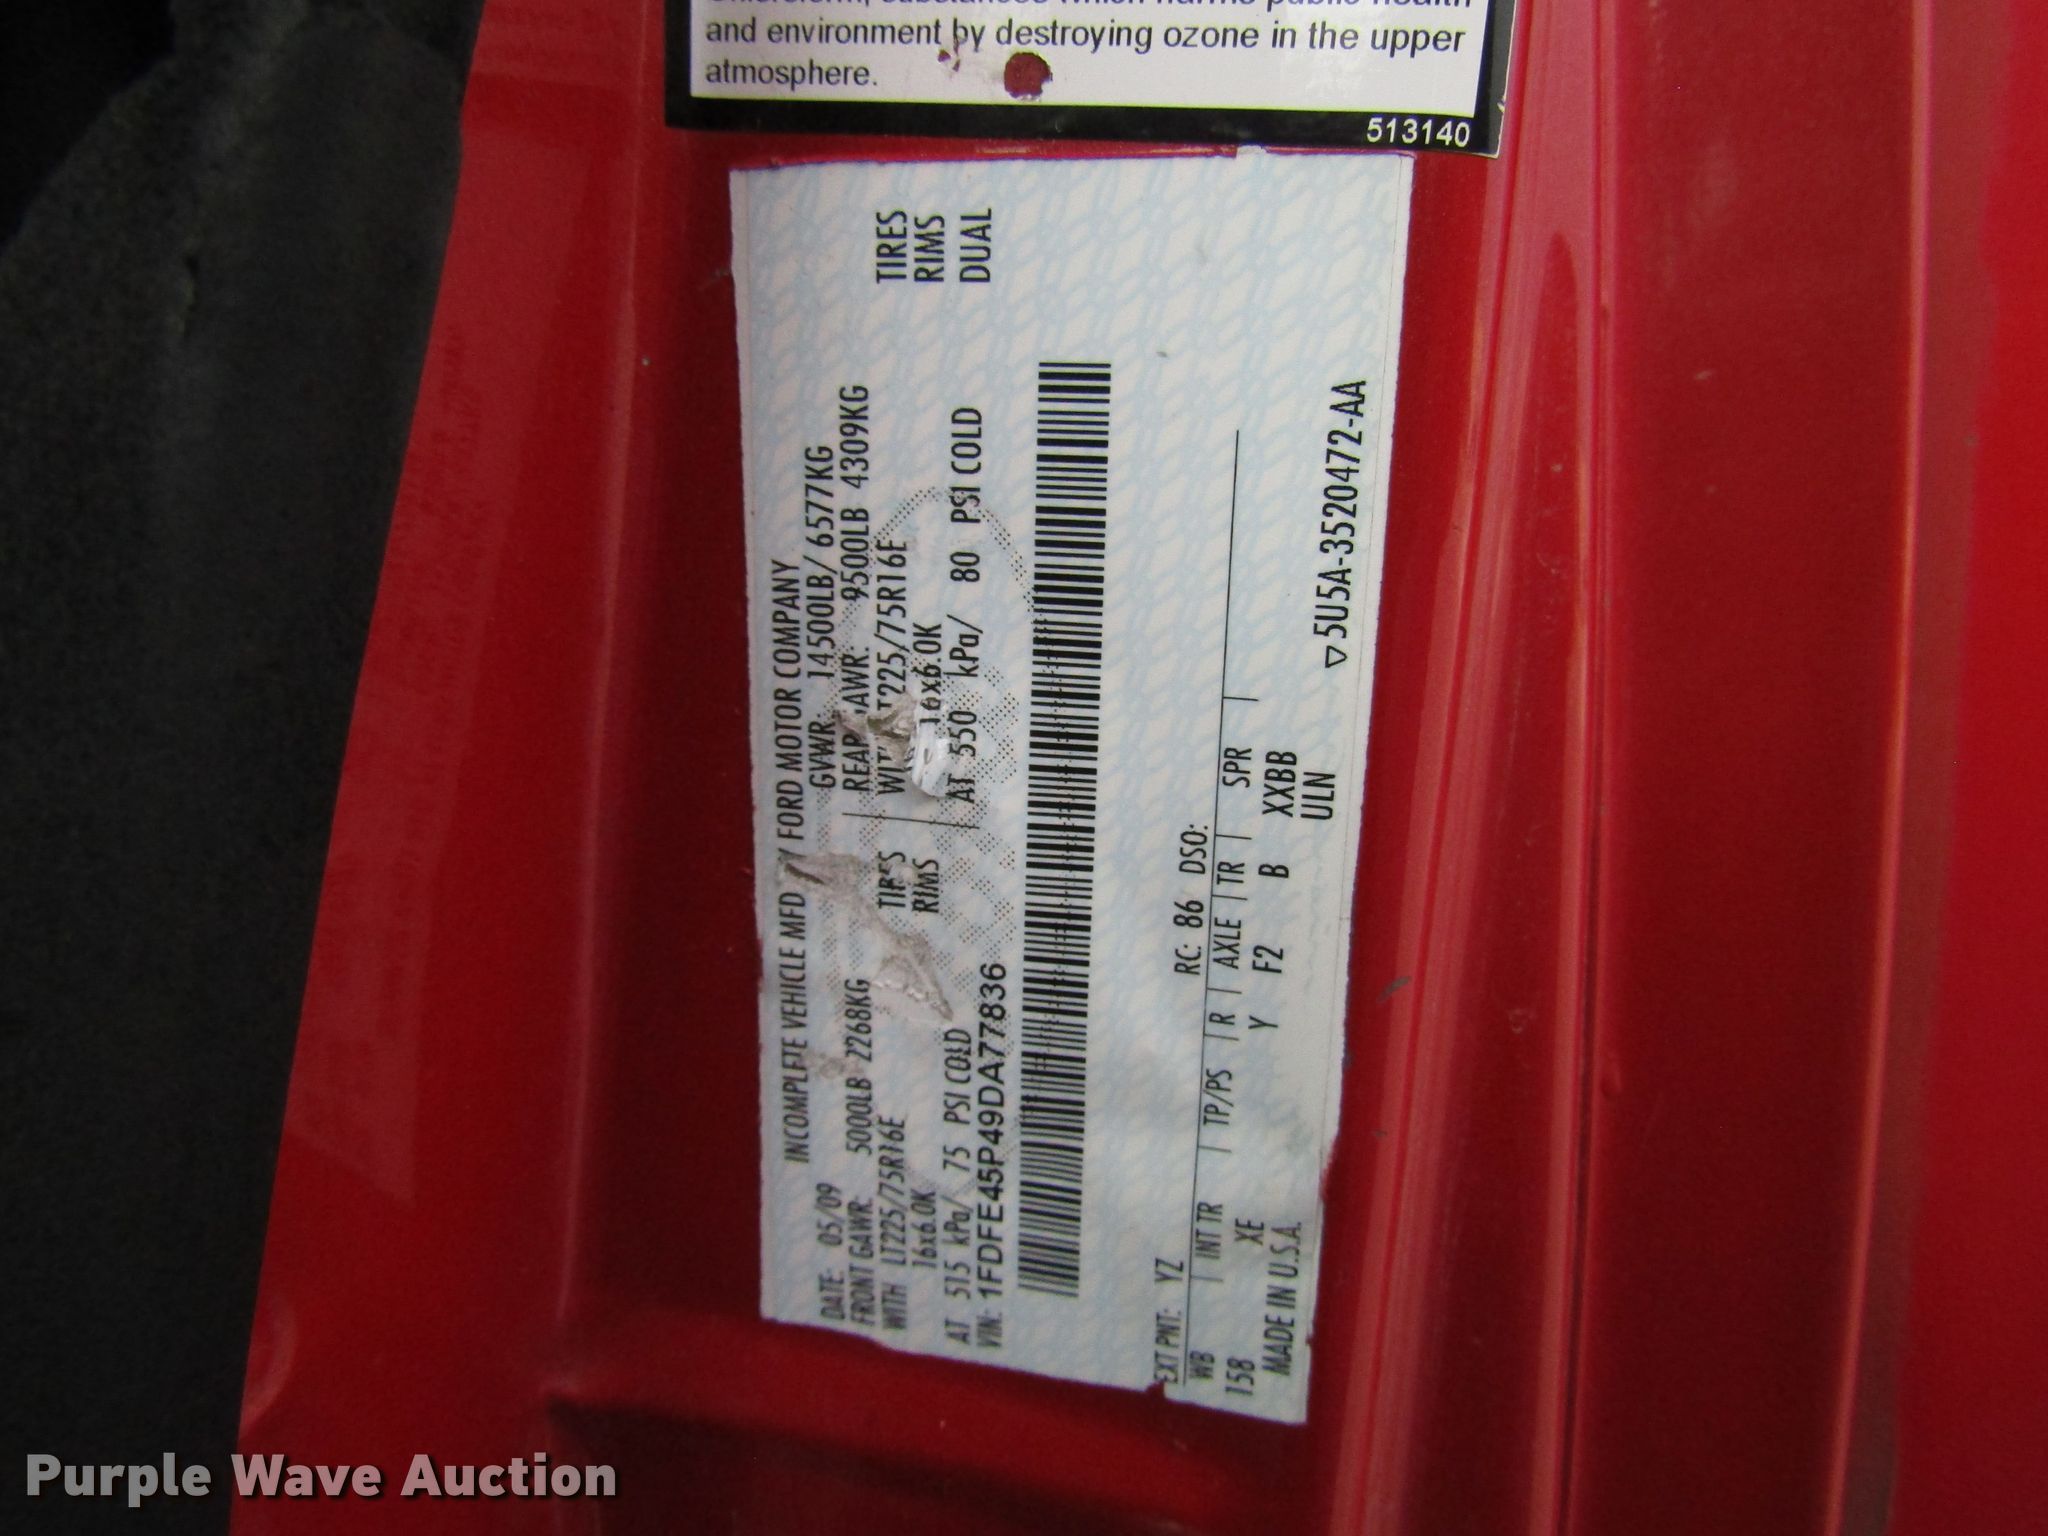 and environment by destroying ozone in the upper
atmosphere.
513140
INCOMPLETE VEHICLE MFD BY FORD MOTOR COMPANY
DATE: 05/09 GVWR: 14500LB/ 6577KG
FRONT GAWR: 5000LB 2268KG REAR GAWR: 9500LB 4309KG
WITH LT225/75R16E TIRES WITH LT225/75R16E TIRES
16x6.0K RIMS 16x6.0K RIMS
AT 515 kPa/ 75 PSI COLD AT 550 kPa/ 80 PSI COLD DUAL
VIN: 1FDFE45P49DA77836
EXT PNT: YZ RC: 86 DSO:
WB | INT TR | TP/PS | R | AXLE | TR | SPR |
158 XE Y F2 B XXBB
MADE IN U.S.A. ULN
▽5U5A-3520472-AA
Purple Wave Auction